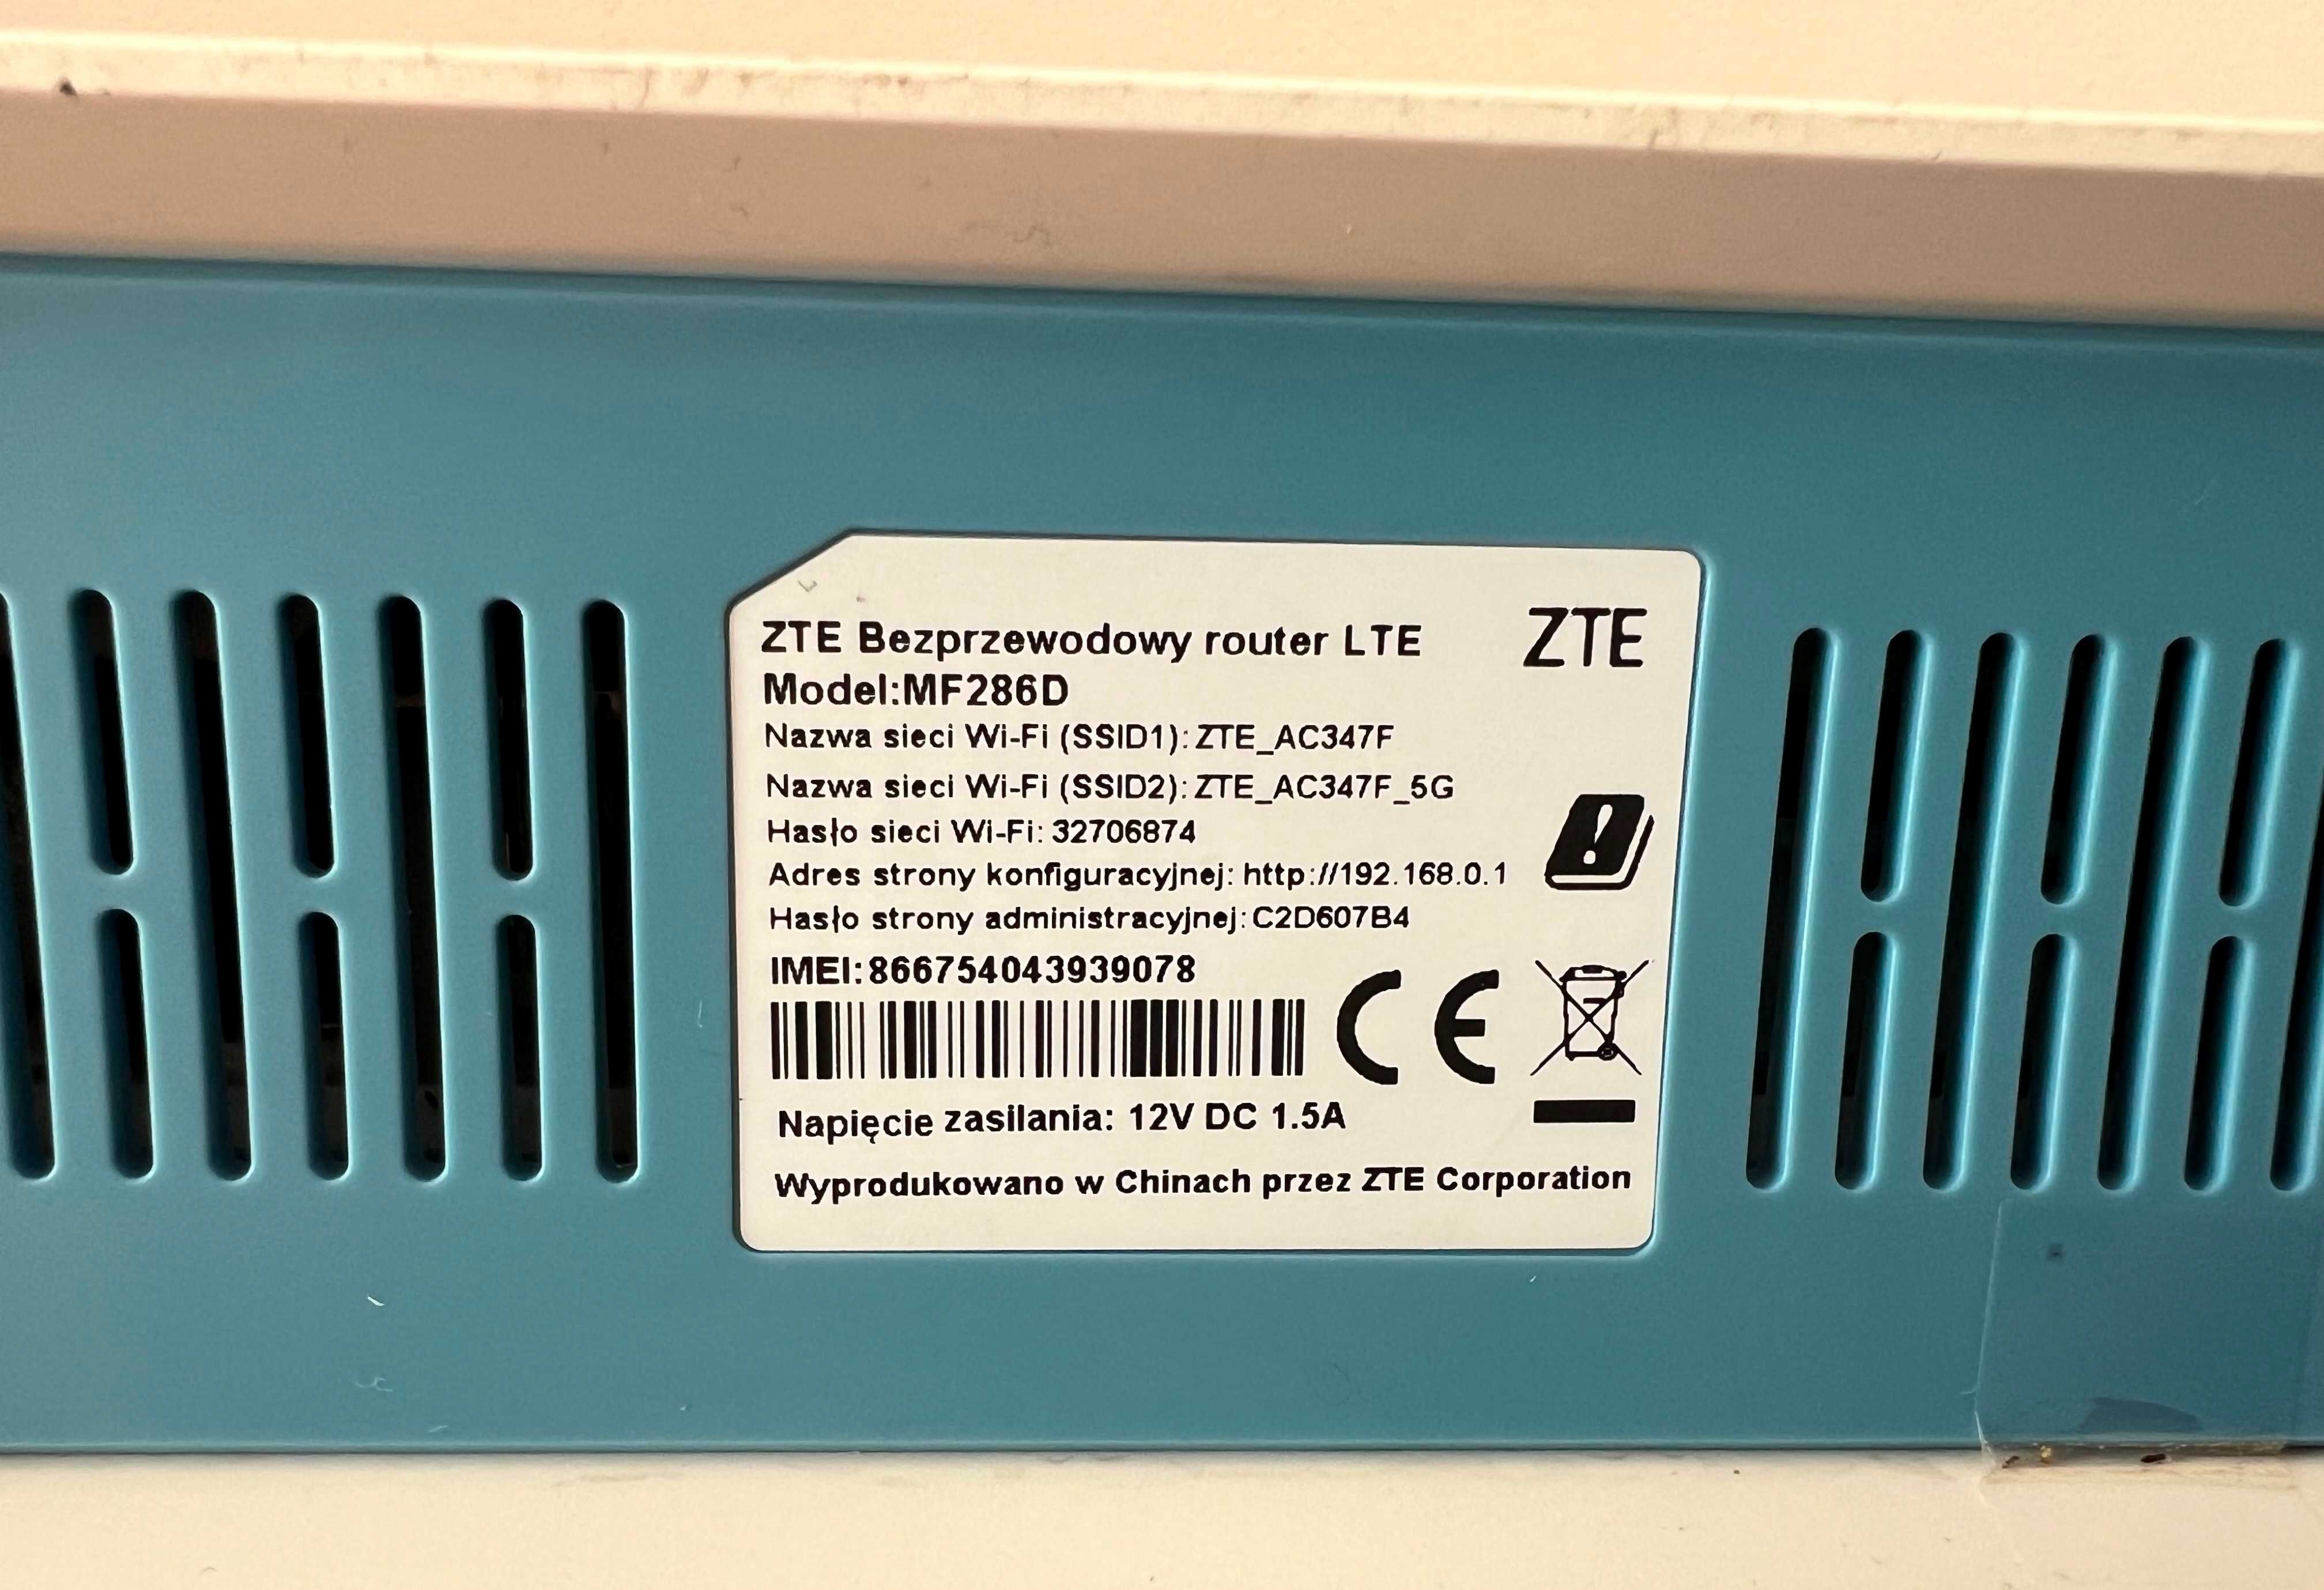 ZTE Bezprzewodowy router LTE
ZTE
Model:MF286D
Nazwa sieci Wi-Fi (SSID1): ZTE_AC347F
Nazwa sieci Wi-Fi (SSID2): ZTE_AC347F_5G
Hasło sieci Wi-Fi: 32706874
Adres strony konfiguracyjnej: http://192.168.0.1
Hasło strony administracyjnej: C2D607B4
IMEI:866754043939078
CE
Napięcie zasilania: 12V DC 1.5A
Wyprodukowano w Chinach przez ZTE Corporation